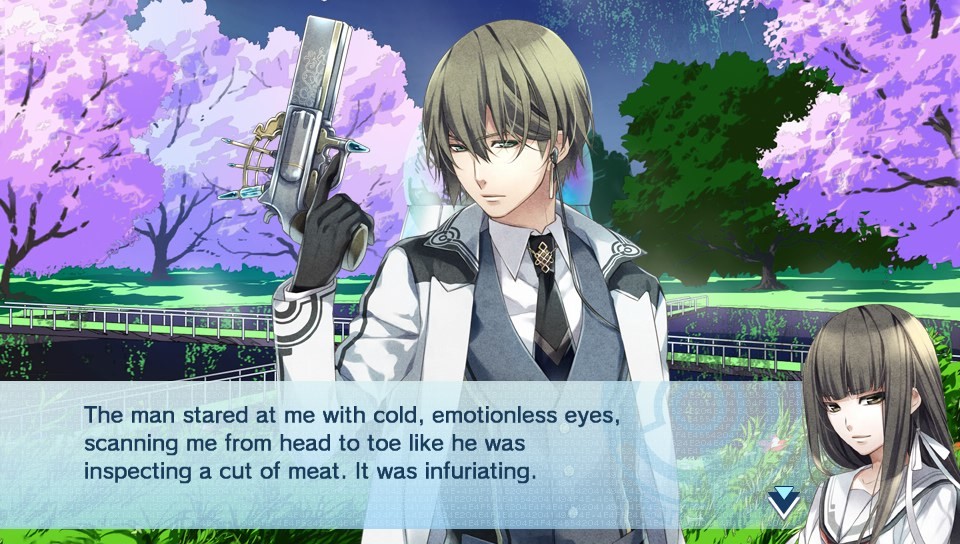 The man stared at me with cold, emotionless eyes,
scanning me from head to toe like he was
inspecting a cut of meat. It was infuriating.